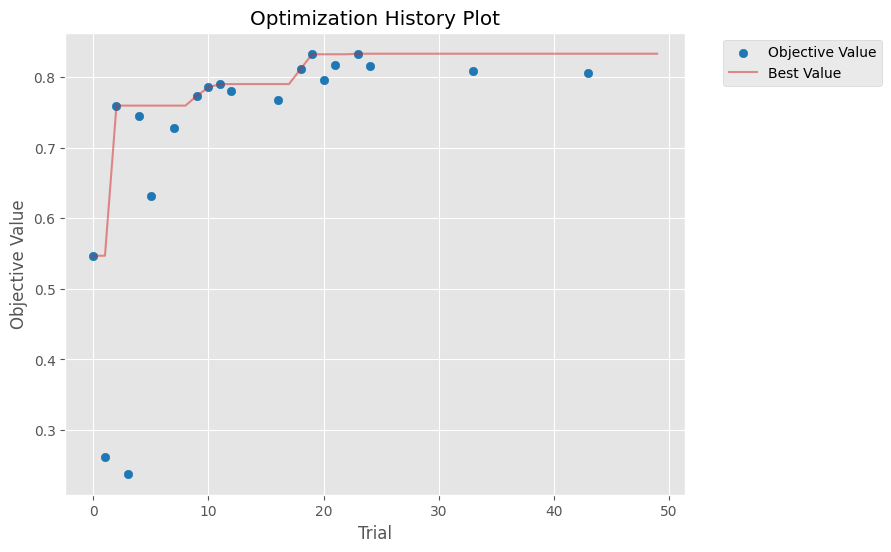 Optimization History Plot
Objective Value
Best Value
Objective Value
0.8
0.7
0.6
0.5
0.4
0.3
0 10 20 30 40 50
Trial